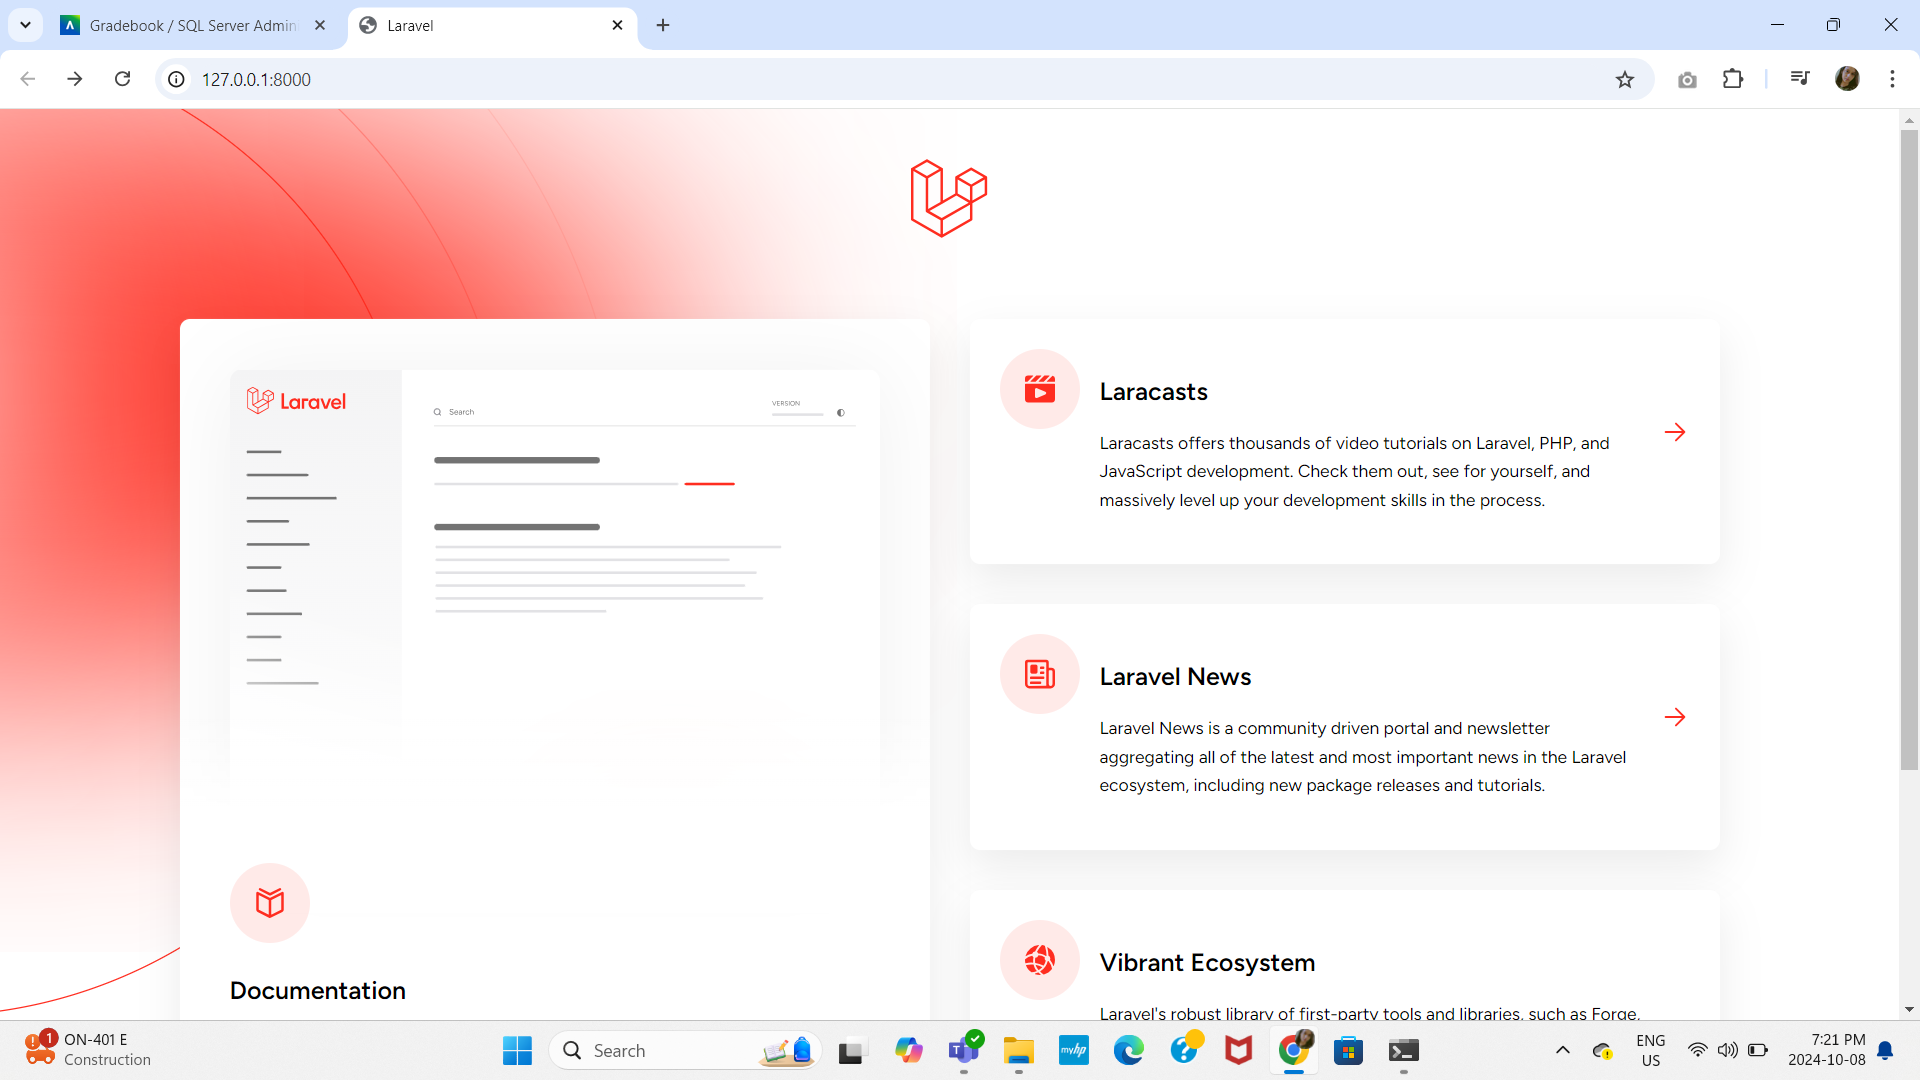 Gradebook / SQL Server Admin
Laravel
127.0.0.1:8000
Laravel
Search
VERSION
Documentation
Laracasts
Laracasts offers thousands of video tutorials on Laravel, PHP, and
JavaScript development. Check them out, see for yourself, and
massively level up your development skills in the process.
Laravel News
Laravel News is a community driven portal and newsletter
aggregating all of the latest and most important news in the Laravel
ecosystem, including new package releases and tutorials.
Vibrant Ecosystem
Laravel's robust library of first-party tools and libraries, such as Forge,
1
ON-401 E
Construction
Search
myhp
ENG
US
7:21 PM
2024-10-08